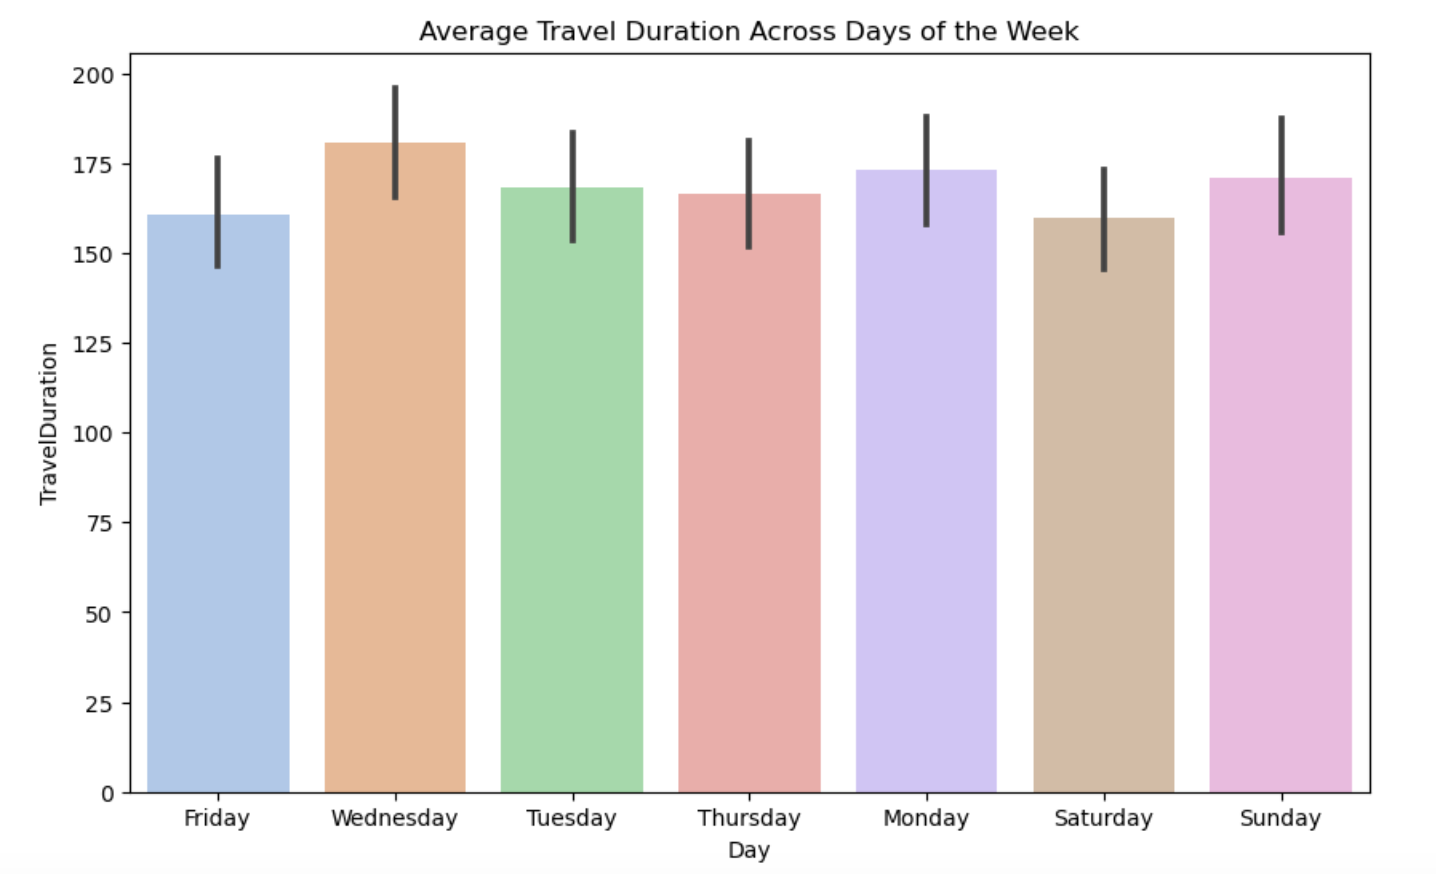 Average Travel Duration Across Days of the Week
200
175
150
125
100
75
50
25
0
TravelDuration
Friday Wednesday Tuesday Thursday Monday Saturday Sunday
Day